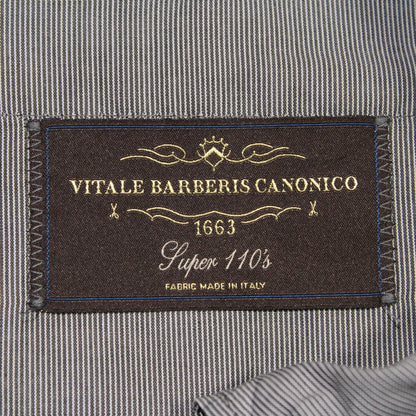 VITALE BARBERIS CANONICO
1663
Super 110's
FABRIC MADE IN ITALY